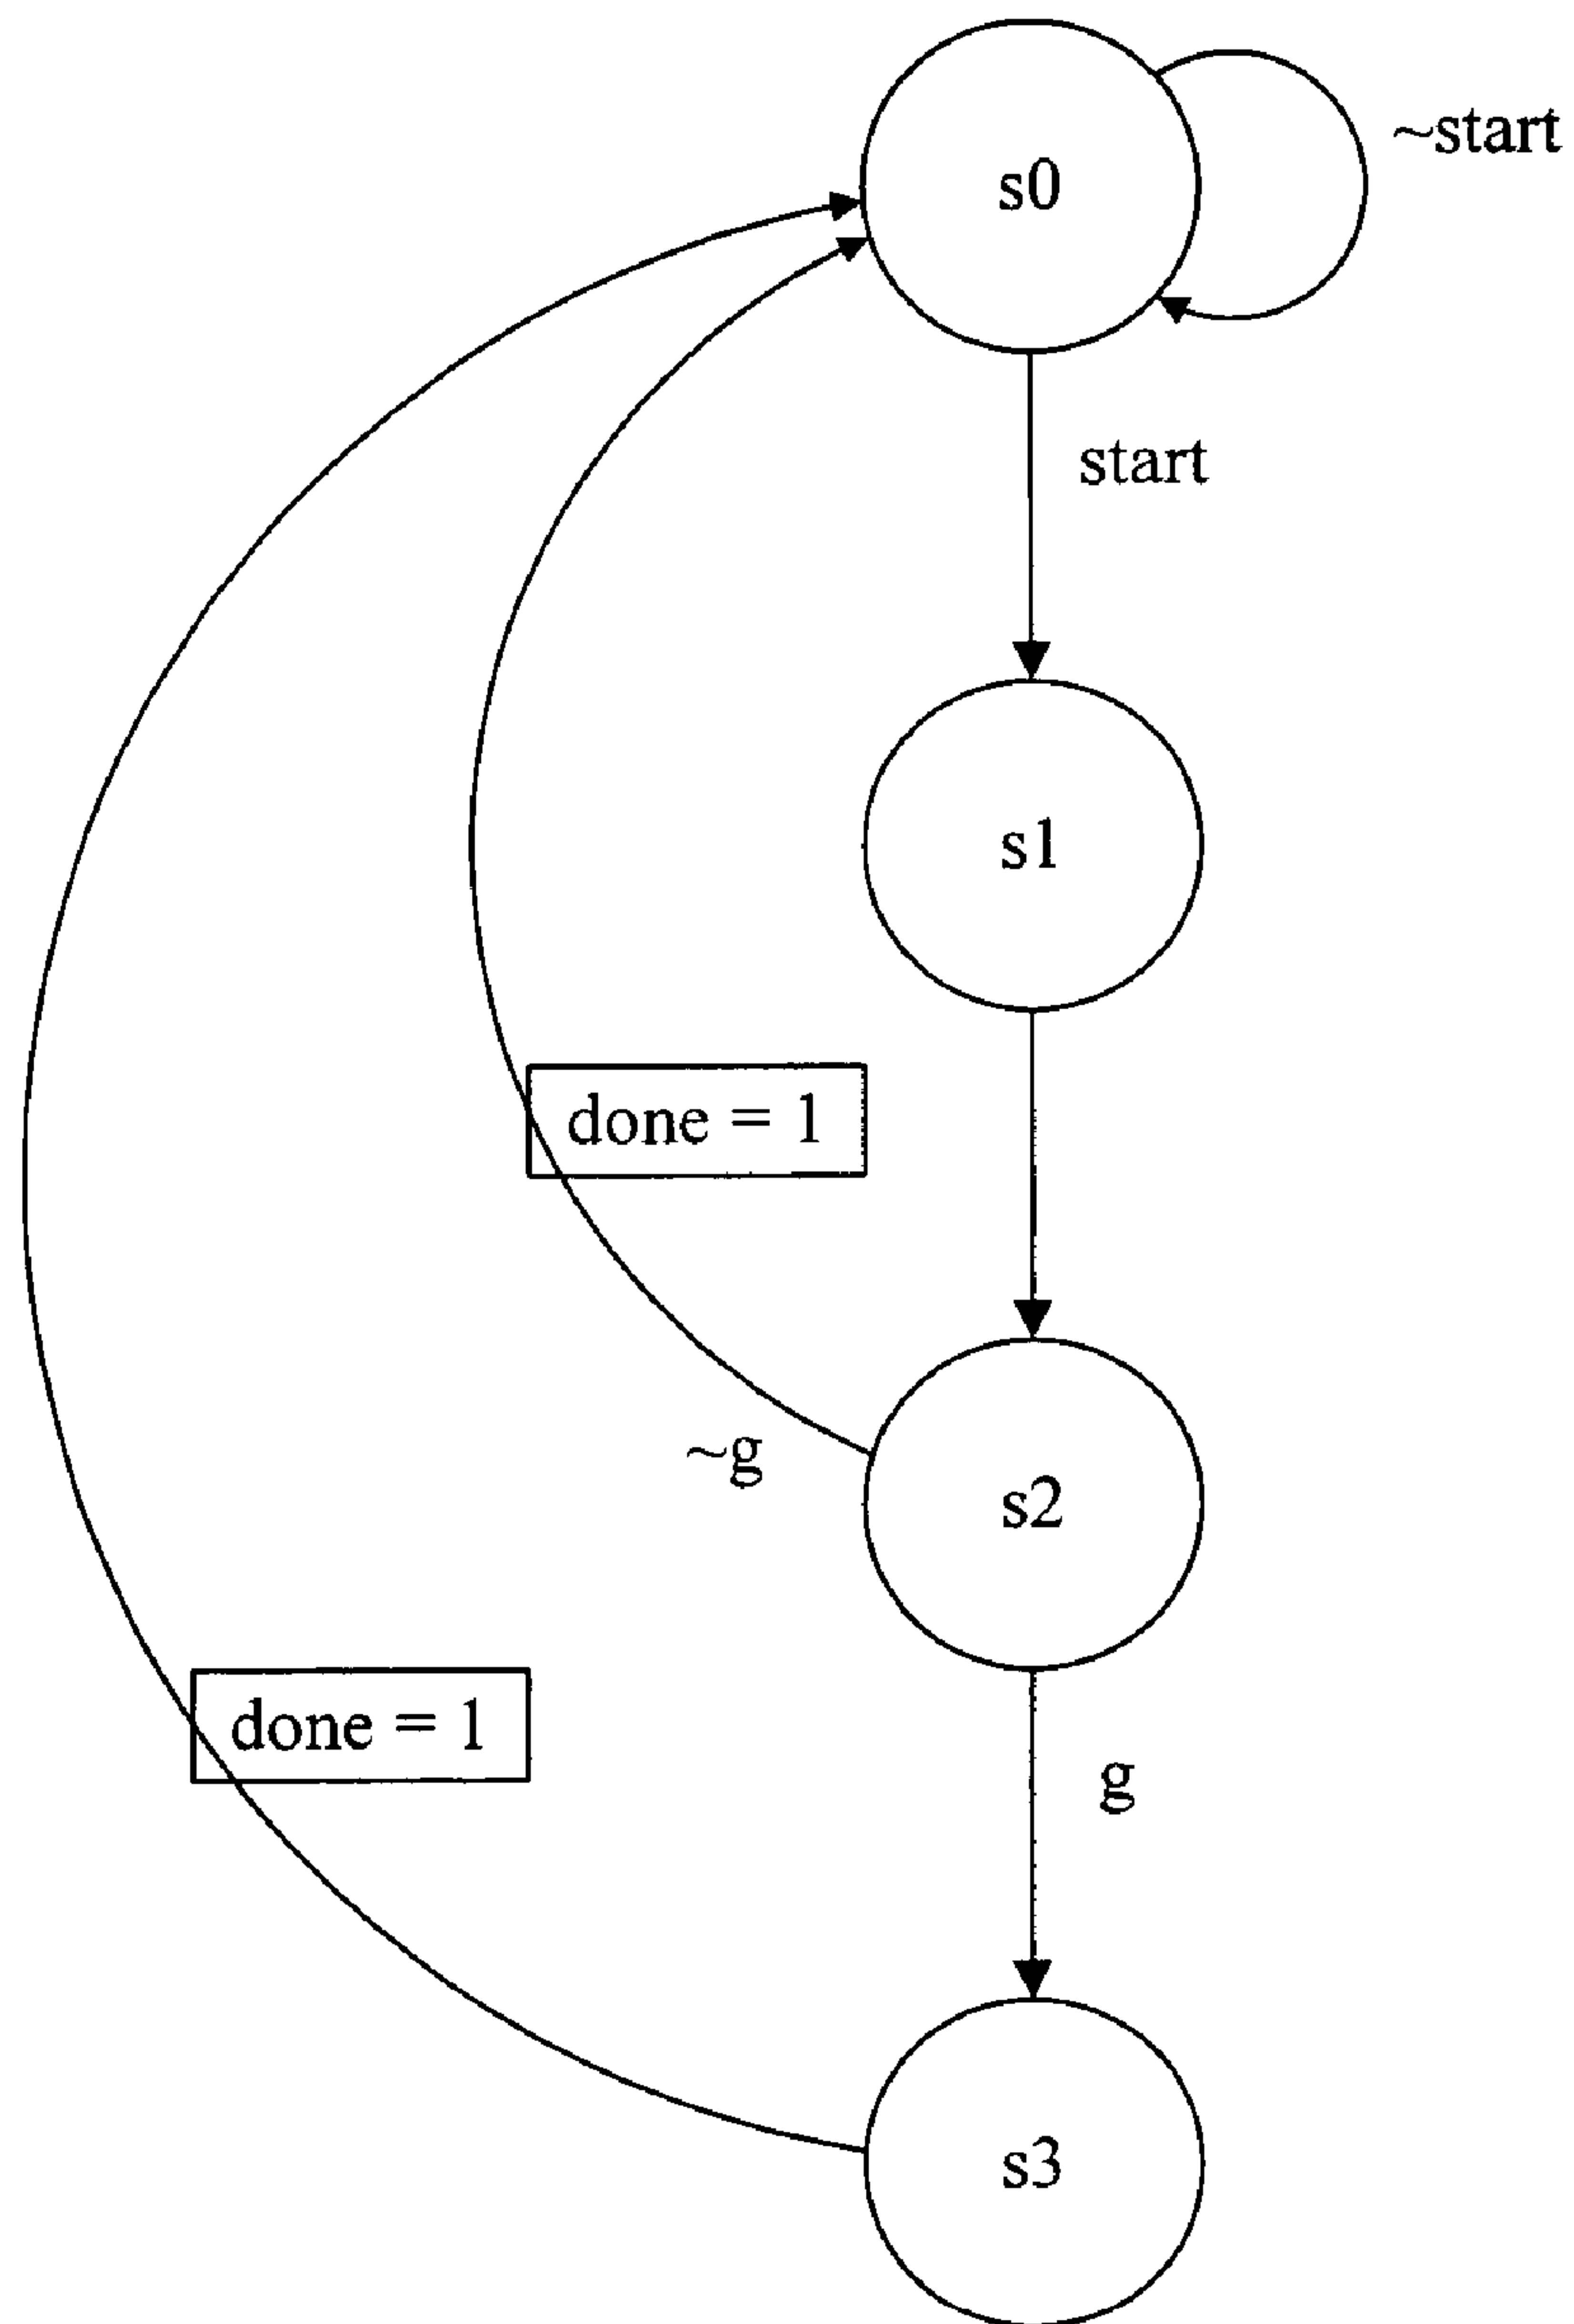 s0
~start
start
s1
done = 1
~g
s2
done = 1
g
s3